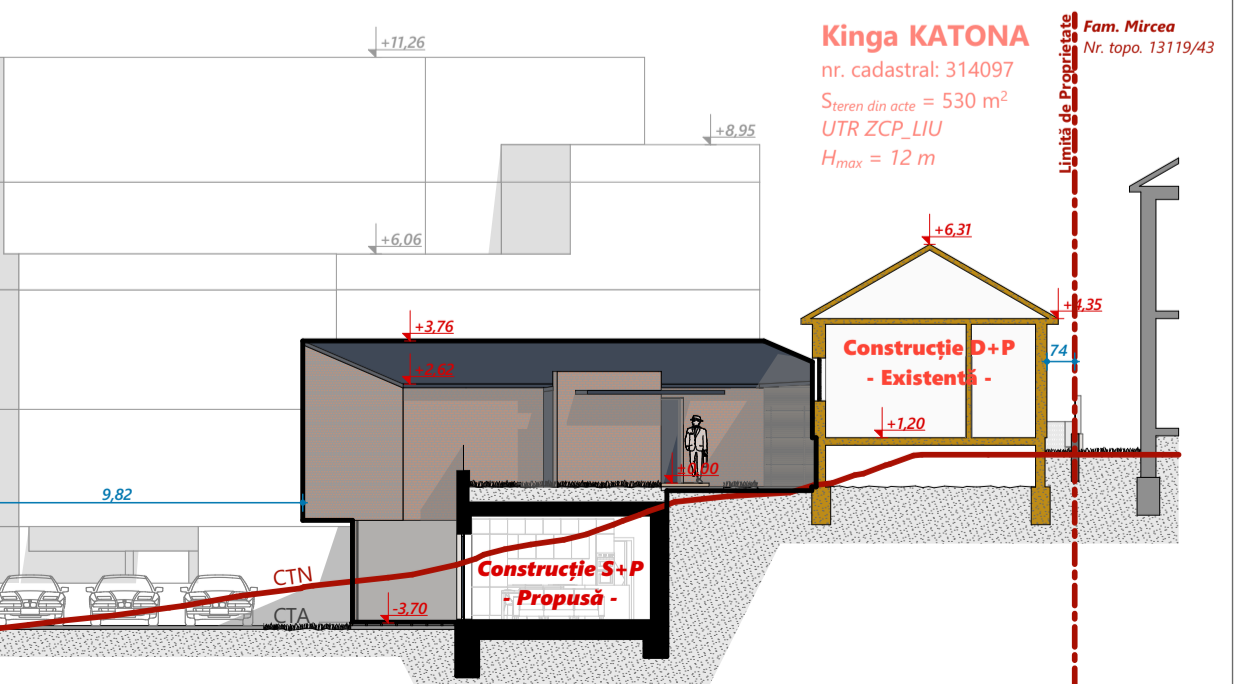 +11,26
Kinga KATONA
nr. cadastral: 314097
S teren din acte = 530 m²
UTR ZCP_LIU
Hmax = 12 m
Limită de Proprietate
Fam. Mircea
Nr. topo. 13119/43
+8,95
+6,06
+6,31
+4,35
+3,76
+2,62
Construcție D+P
- Existentă -
74
+1,20
±0,00
9,82
Construcție S+P
- Propusă -
CTN
CTA
-3,70